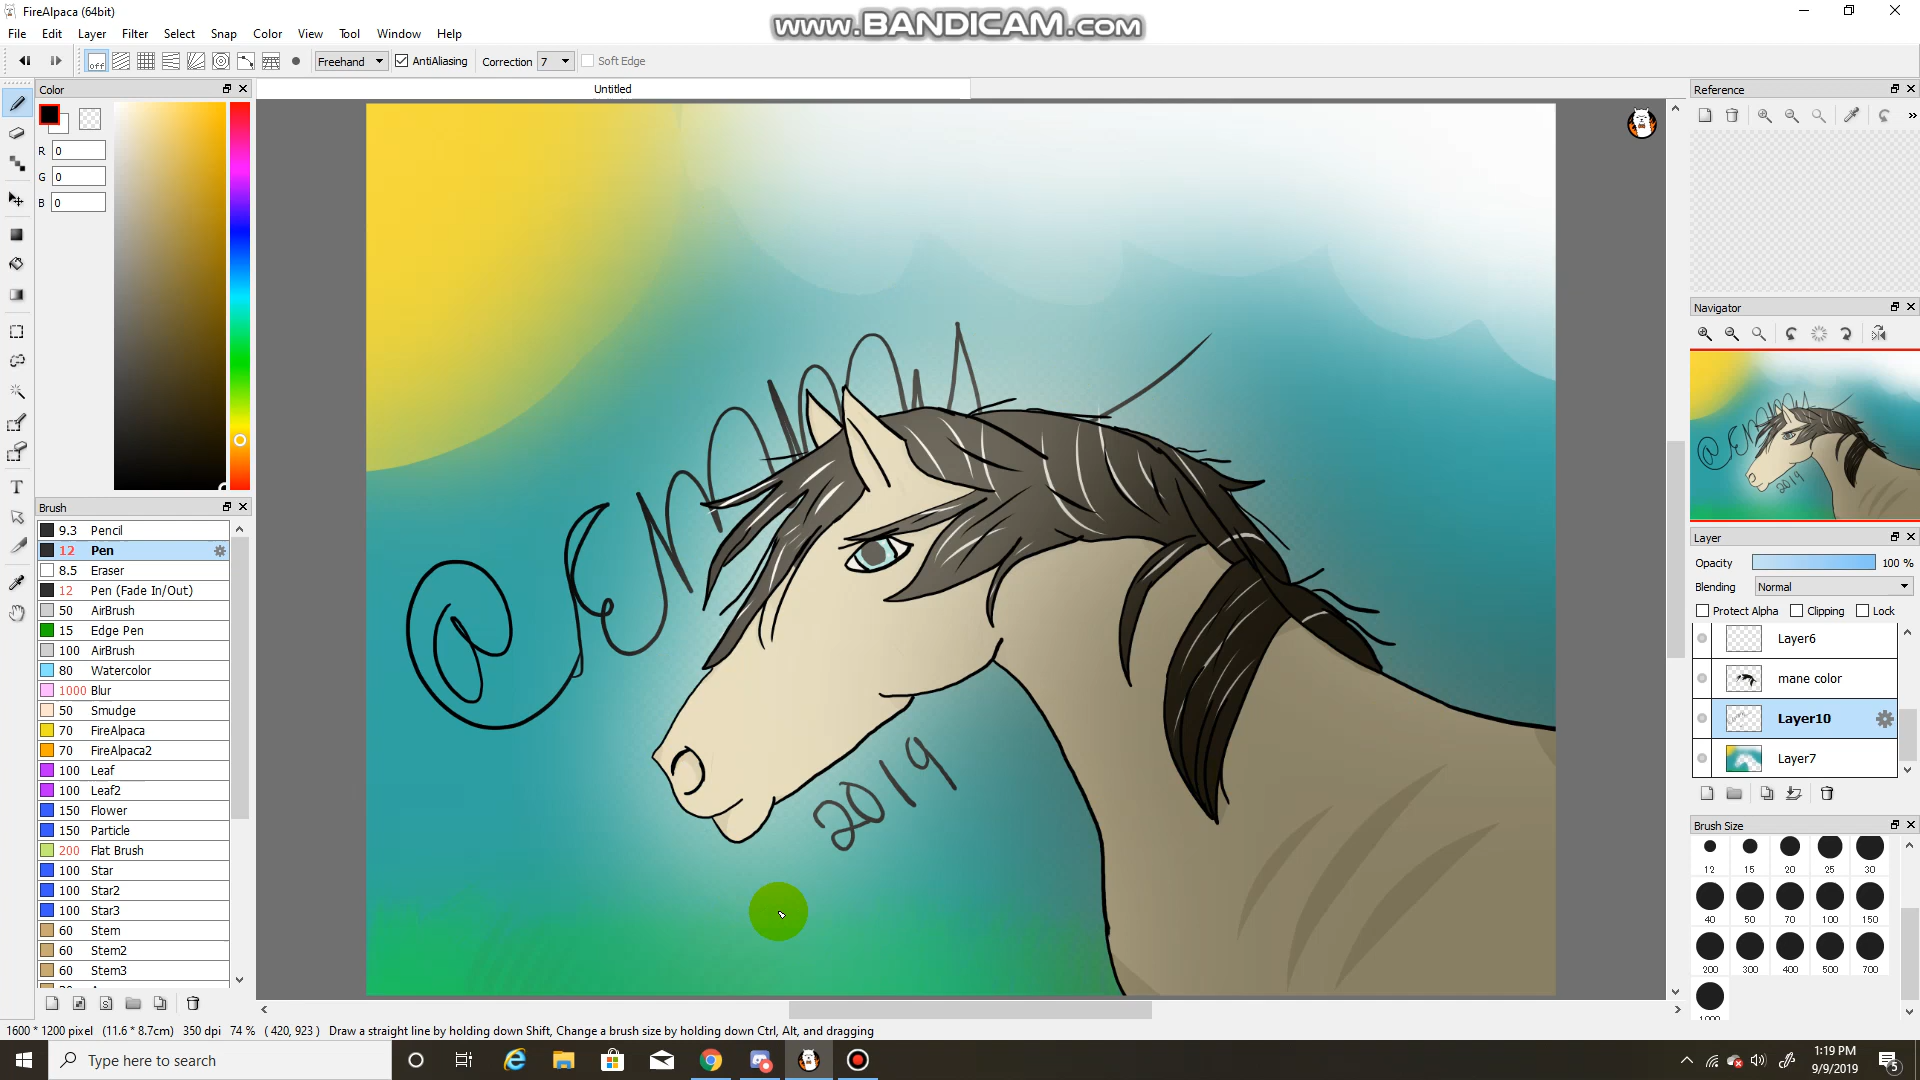 FireAlpaca (64bit)
www.BANDICAM.com
File Edit Layer Filter Select Snap Color View Tool Window Help
off Freehand AntiAliasing Correction 7 Soft Edge
Color
Untitled
Reference
R 0
G 0
B 0
Navigator
Brush
9.3 Pencil
12 Pen
8.5 Eraser
12 Pen (Fade In/Out)
50 AirBrush
15 Edge Pen
100 AirBrush
80 Watercolor
1000 Blur
50 Smudge
70 FireAlpaca
70 FireAlpaca2
100 Leaf
100 Leaf2
150 Flower
150 Particle
200 Flat Brush
100 Star
100 Star2
100 Star3
60 Stem
60 Stem2
60 Stem3
2019
Layer
Opacity 100 %
Blending Normal
Protect Alpha Clipping Lock
Layer6
mane color
Layer10
Layer7
Brush Size
12 15 20 25 30
40 50 70 100 150
200 300 400 500 700
1000
1600 * 1200 pixel (11.6 * 8.7cm) 350 dpi 74 % ( 420, 923 ) Draw a straight line by holding down Shift, Change a brush size by holding down Ctrl, Alt, and dragging
Type here to search
1:19 PM
9/9/2019
5